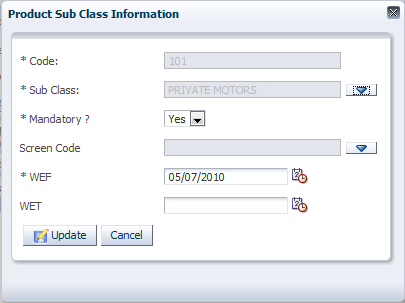 Product Sub Class Information
* Code: 101
* Sub Class: PRIVATE MOTORS
* Mandatory ? Yes
Screen Code
* WEF 05/07/2010
WET
Update Cancel